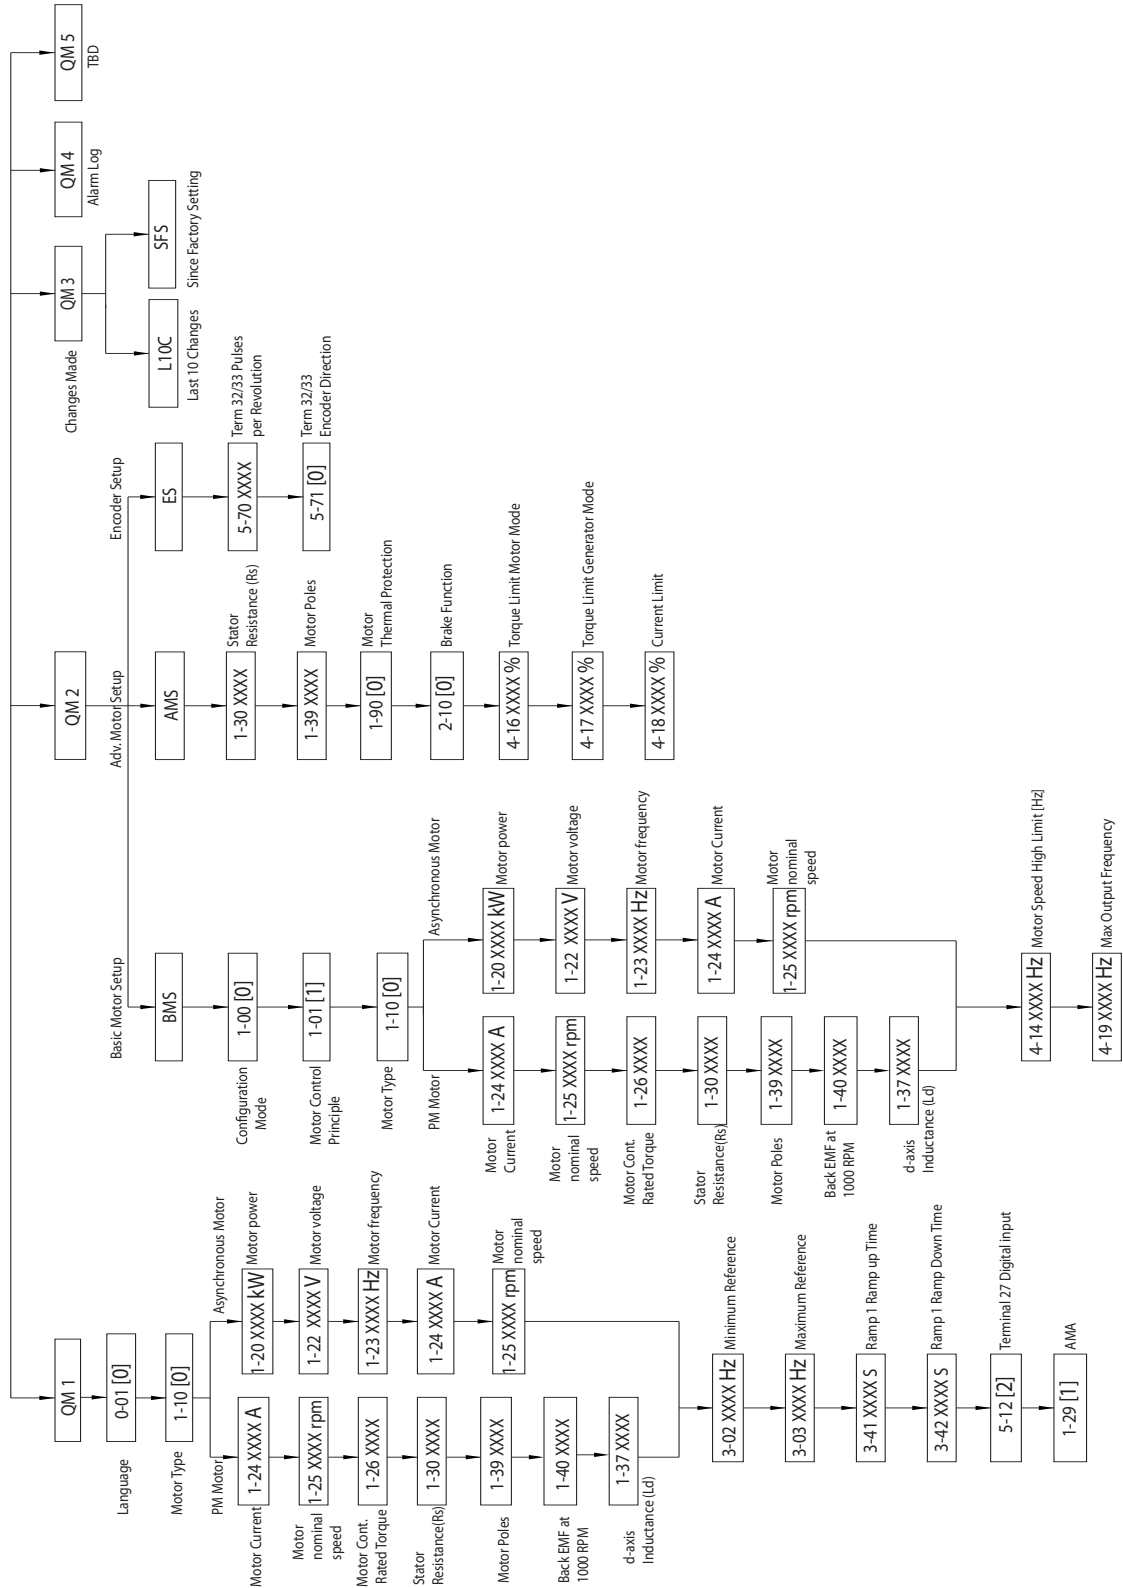 QM 1
0-01 [0]
Language
1-10 [0]
Motor Type
PM Motor
1-24 XXXX A
Motor Current
1-25 XXXX rpm
Motor
nominal
speed
1-26 XXXX
Motor Cont.
Rated Torque
1-30 XXXX
Stator
Resistance(Rs)
1-39 XXXX
Motor Poles
1-40 XXXX
Back EMF at
1000 RPM
1-37 XXXX
d-axis
Inductance (Ld)
Asynchronous Motor
1-20 XXXX kW
Motor power
1-22 XXXX V
Motor voltage
1-23 XXXX Hz
Motor frequency
1-24 XXXX A
Motor Current
1-25 XXXX rpm
Motor
nominal
speed
3-02 XXXX Hz
Minimum Reference
3-03 XXXX Hz
Maximum Reference
3-41 XXXX S
Ramp 1 Ramp up Time
3-42 XXXX S
Ramp 1 Ramp Down Time
5-12 [2]
Terminal 27 Digital input
1-29 [1]
AMA
QM 2
Basic Motor Setup
BMS
1-00 [0]
Configuration
Mode
1-01 [1]
Motor Control
Principle
1-10 [0]
Motor Type
PM Motor
1-24 XXXX A
Motor
Current
1-25 XXXX rpm
Motor
nominal
speed
1-26 XXXX
Motor Cont.
Rated Torque
1-30 XXXX
Stator
Resistance(Rs)
1-39 XXXX
Motor Poles
1-40 XXXX
Back EMF at
1000 RPM
1-37 XXXX
d-axis
Inductance (Ld)
Asynchronous Motor
1-20 XXXX kW
Motor power
1-22 XXXX V
Motor voltage
1-23 XXXX Hz
Motor frequency
1-24 XXXX A
Motor Current
1-25 XXXX rpm
Motor
nominal
speed
4-14 XXXX Hz
Motor Speed High Limit [Hz]
4-19 XXXX Hz
Max Output Frequency
Adv. Motor Setup
AMS
1-30 XXXX
Stator
Resistance (Rs)
1-39 XXXX
Motor Poles
1-90 [0]
Motor
Thermal Protection
2-10 [0]
Brake Function
4-16 XXXX %
Torque Limit Motor Mode
4-17 XXXX %
Torque Limit Generator Mode
4-18 XXXX %
Current Limit
Encoder Setup
ES
5-70 XXXX
Term 32/33 Pulses
per Revolution
5-71 [0]
Term 32/33
Encoder Direction
QM 3
Changes Made
L10C
Last 10 Changes
SFS
Since Factory Setting
QM 4
Alarm Log
QM 5
TBD